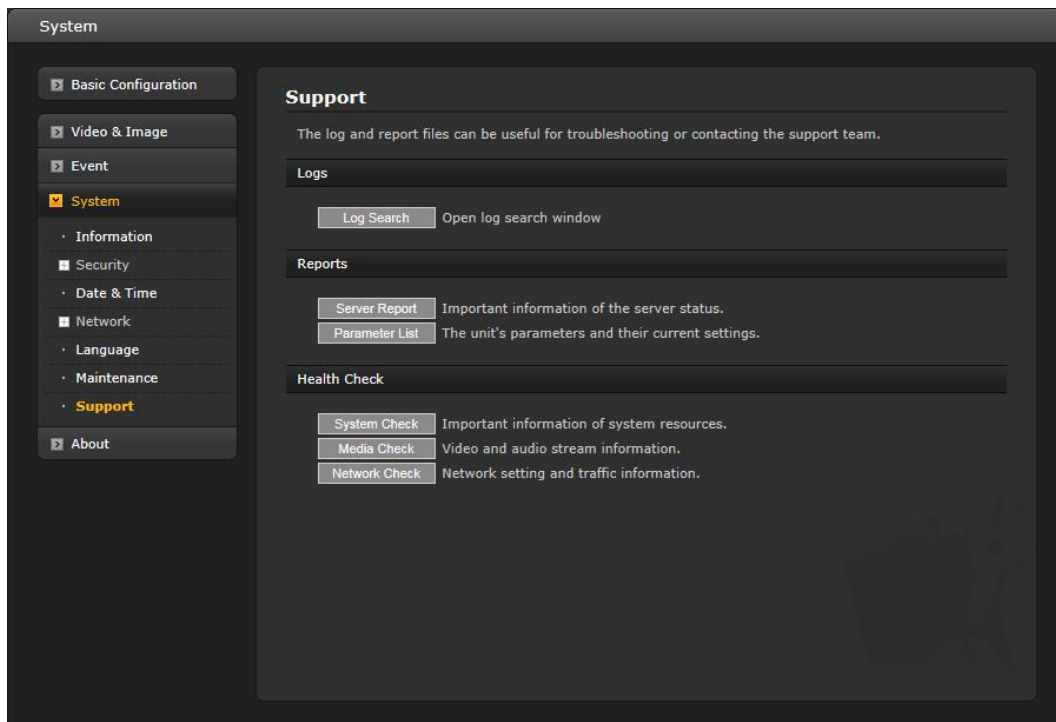 System
Basic Configuration
Video & Image
Event
System
· Information
Security
· Date & Time
Network
· Language
· Maintenance
· Support
About
Support
The log and report files can be useful for troubleshooting or contacting the support team.
Logs
Log Search Open log search window
Reports
Server Report Important information of the server status.
Parameter List The unit's parameters and their current settings.
Health Check
System Check Important information of system resources.
Media Check Video and audio stream information.
Network Check Network setting and traffic information.